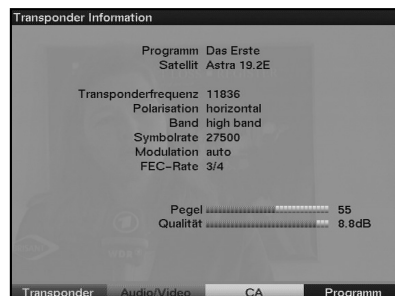 Transponder Information
Programm Das Erste
Satellit Astra 19.2E
Transponderfrequenz 11836
Polarisation horizontal
Band high band
Symbolrate 27500
Modulation auto
FEC-Rate 3/4
Pegel 55
Qualität 8.8dB
Transponder Audio/Video CA Programm